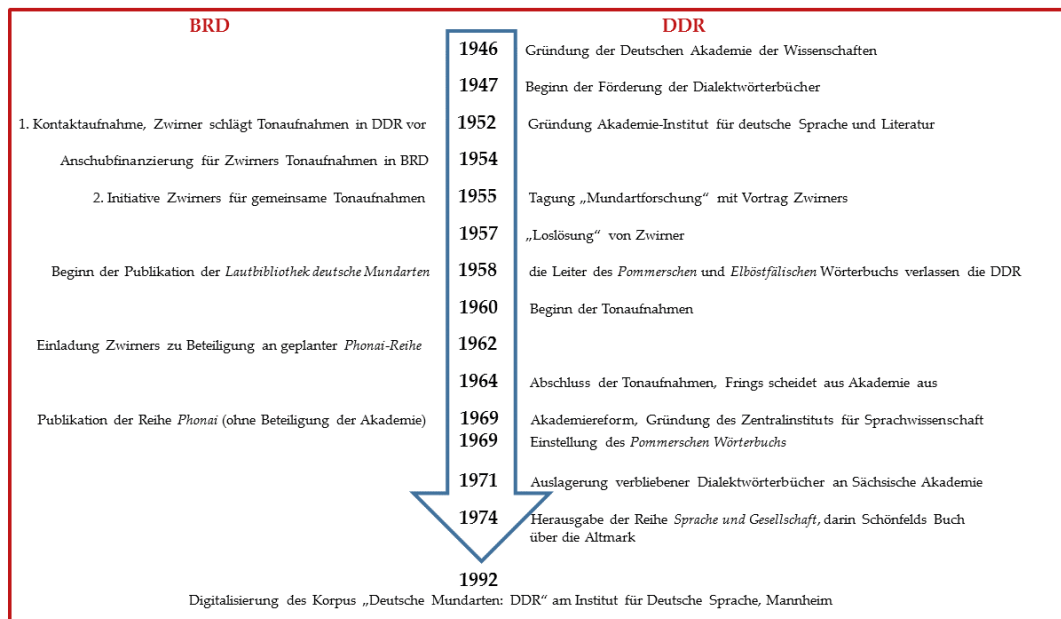 BRD DDR
1946 Gründung der Deutschen Akademie der Wissenschaften
1947 Beginn der Förderung der Dialektwörterbücher
1. Kontaktaufnahme, Zwirner schlägt Tonaufnahmen in DDR vor 1952 Gründung Akademie-Institut für deutsche Sprache und Literatur
Anschubfinanzierung für Zwirners Tonaufnahmen in BRD 1954
2. Initiative Zwirners für gemeinsame Tonaufnahmen 1955 Tagung „Mundartforschung“ mit Vortrag Zwirners
1957 „Loslösung“ von Zwirner
Beginn der Publikation der Lautbibliothek deutsche Mundarten 1958 die Leiter des Pommerschen und Elböstfälischen Wörterbuchs verlassen die DDR
1960 Beginn der Tonaufnahmen
Einladung Zwirners zu Beteiligung an geplanter Phonai-Reihe 1962
1964 Abschluss der Tonaufnahmen, Frings scheidet aus Akademie aus
Publikation der Reihe Phonai (ohne Beteiligung der Akademie) 1969 Akademiereform, Gründung des Zentralinstituts für Sprachwissenschaft
1969 Einstellung des Pommerschen Wörterbuchs
1971 Auslagerung verbliebener Dialektwörterbücher an Sächsische Akademie
1974 Herausgabe der Reihe Sprache und Gesellschaft, darin Schönfelds Buch
über die Altmark
1992
Digitalisierung des Korpus „Deutsche Mundarten: DDR“ am Institut für Deutsche Sprache, Mannheim